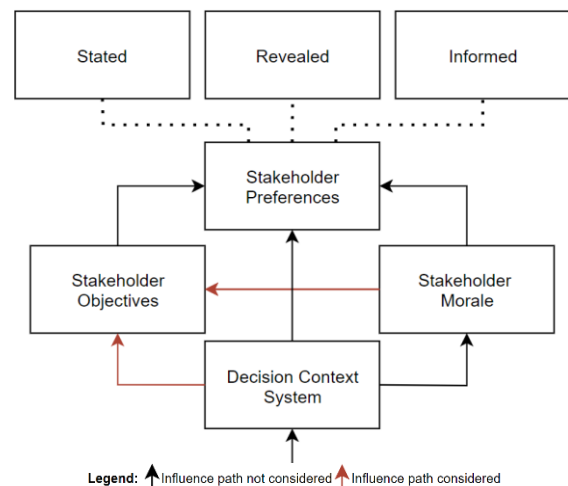 Stated
Revealed
Informed
Stakeholder
Preferences
Stakeholder
Objectives
Stakeholder
Morale
Decision Context
System
Legend: Influence path not considered Influence path considered